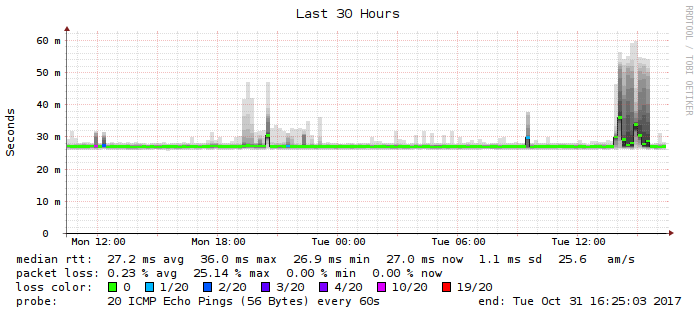 Last 30 Hours
RRDTOOL / TOBI OETIKER
Seconds
60 m
50 m
40 m
30 m
20 m
10 m
0
Mon 12:00 Mon 18:00 Tue 00:00 Tue 06:00 Tue 12:00
median rtt: 27.2 ms avg 36.0 ms max 26.9 ms min 27.0 ms now 1.1 ms sd 25.6 am/s
packet loss: 0.23 % avg 25.14 % max 0.00 % min 0.00 % now
loss color: 0 1/20 2/20 3/20 4/20 10/20 19/20
probe: 20 ICMP Echo Pings (56 Bytes) every 60s end: Tue Oct 31 16:25:03 2017